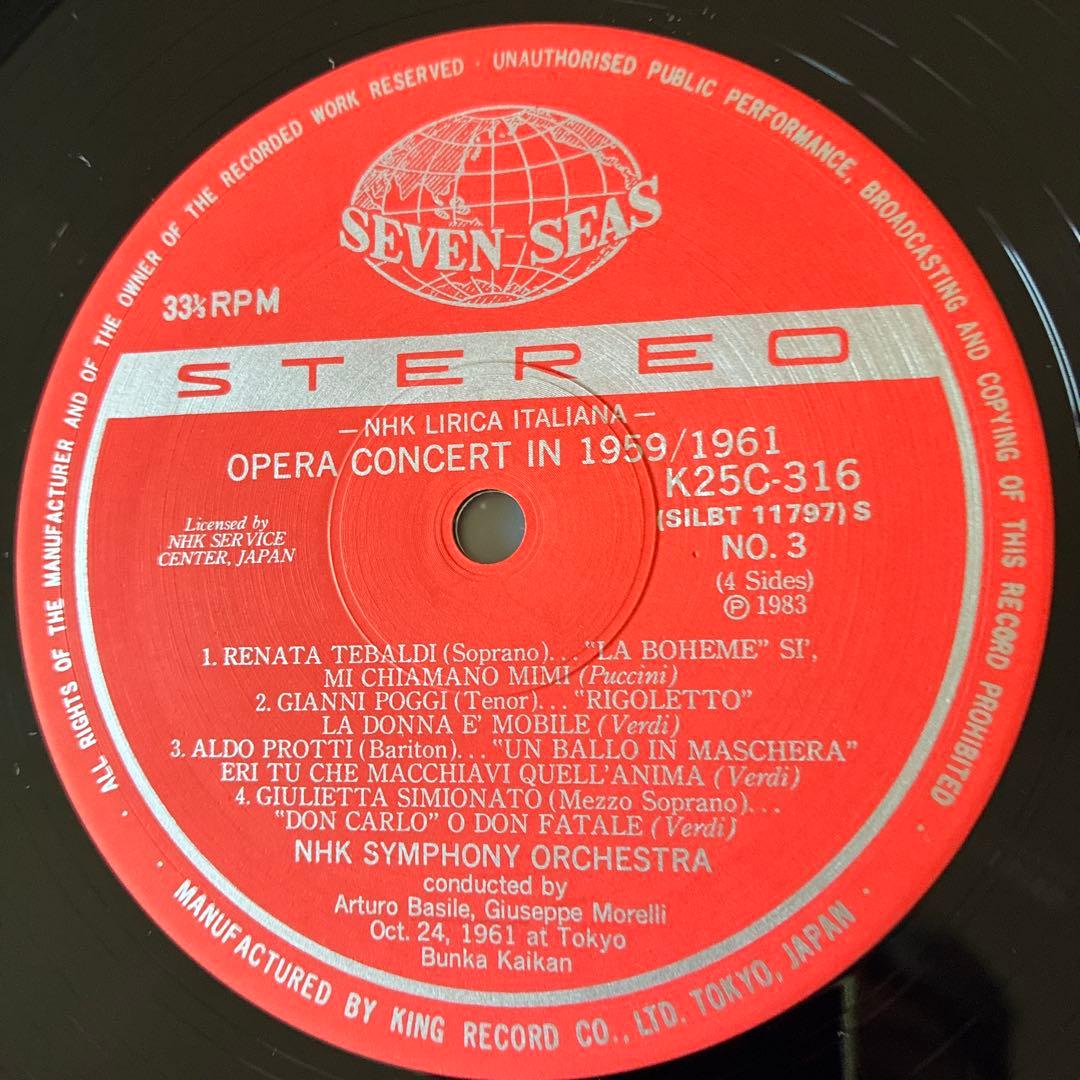 ALL RIGHTS OF THE MANUFACTURER AND OF THE OWNER OF THE RECORDED WORK RESERVED · UNAUTHORISED PUBLIC PERFORMANCE, BROADCASTING AND COPYING OF THIS RECORD PROHIBITED
SEVEN SEAS
33⅓ RPM
STEREO
— NHK LIRICA ITALIANA —
OPERA CONCERT IN 1959/1961
K25C-316
(SILBT 11797) S
NO. 3
(4 Sides)
℗ 1983
Licensed by
NHK SERVICE
CENTER, JAPAN
1. RENATA TEBALDI (Soprano)... "LA BOHEME" SI',
MI CHIAMANO MIMI (Puccini)
2. GIANNI POGGI (Tenor)... "RIGOLETTO"
LA DONNA E' MOBILE (Verdi)
3. ALDO PROTTI (Bariton)... "UN BALLO IN MASCHERA"
ERI TU CHE MACCHIAVI QUELL'ANIMA (Verdi)
4. GIULIETTA SIMIONATO (Mezzo Soprano)...
"DON CARLO" O DON FATALE (Verdi)
NHK SYMPHONY ORCHESTRA
conducted by
Arturo Basile, Giuseppe Morelli
Oct. 24, 1961 at Tokyo
Bunka Kaikan
· MANUFACTURED BY KING RECORD CO., LTD. TOKYO, JAPAN ·